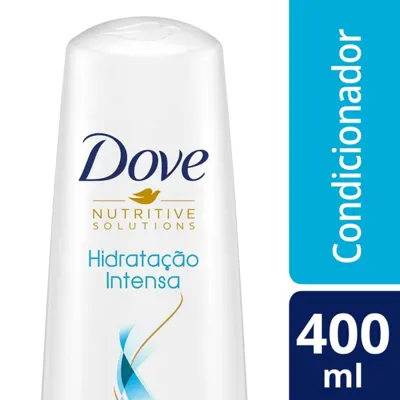 Dove
NUTRITIVE
SOLUTIONS
Hidratação
Intensa
Condicionador
400
ml